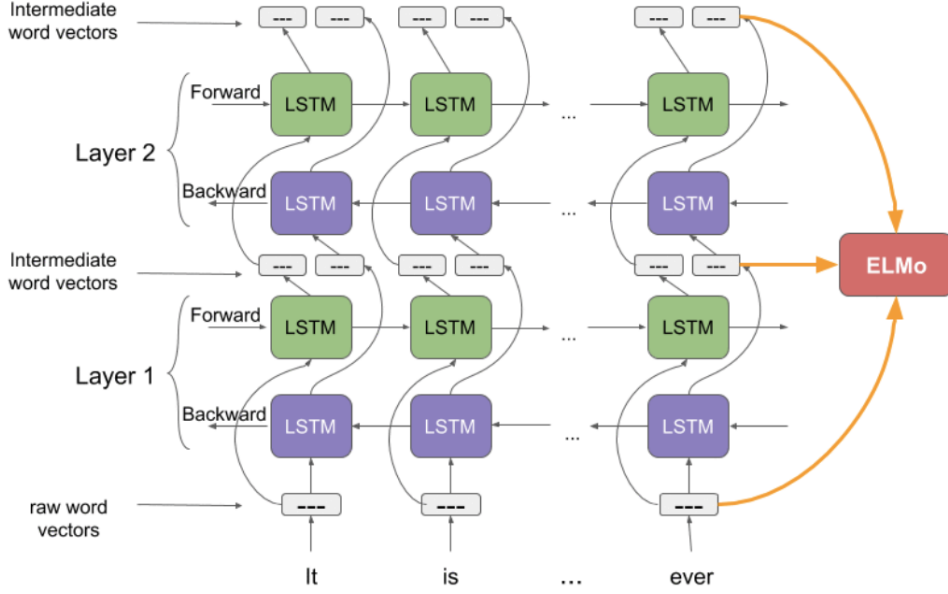 Intermediate
word vectors
--- --- --- --- --- ---
Forward
LSTM LSTM ... LSTM
Layer 2
Backward
LSTM LSTM ... LSTM
Intermediate
word vectors
--- --- --- --- --- ---
ELMo
Forward
LSTM LSTM ... LSTM
Layer 1
Backward
LSTM LSTM ... LSTM
raw word
vectors
--- --- ---
It is ... ever